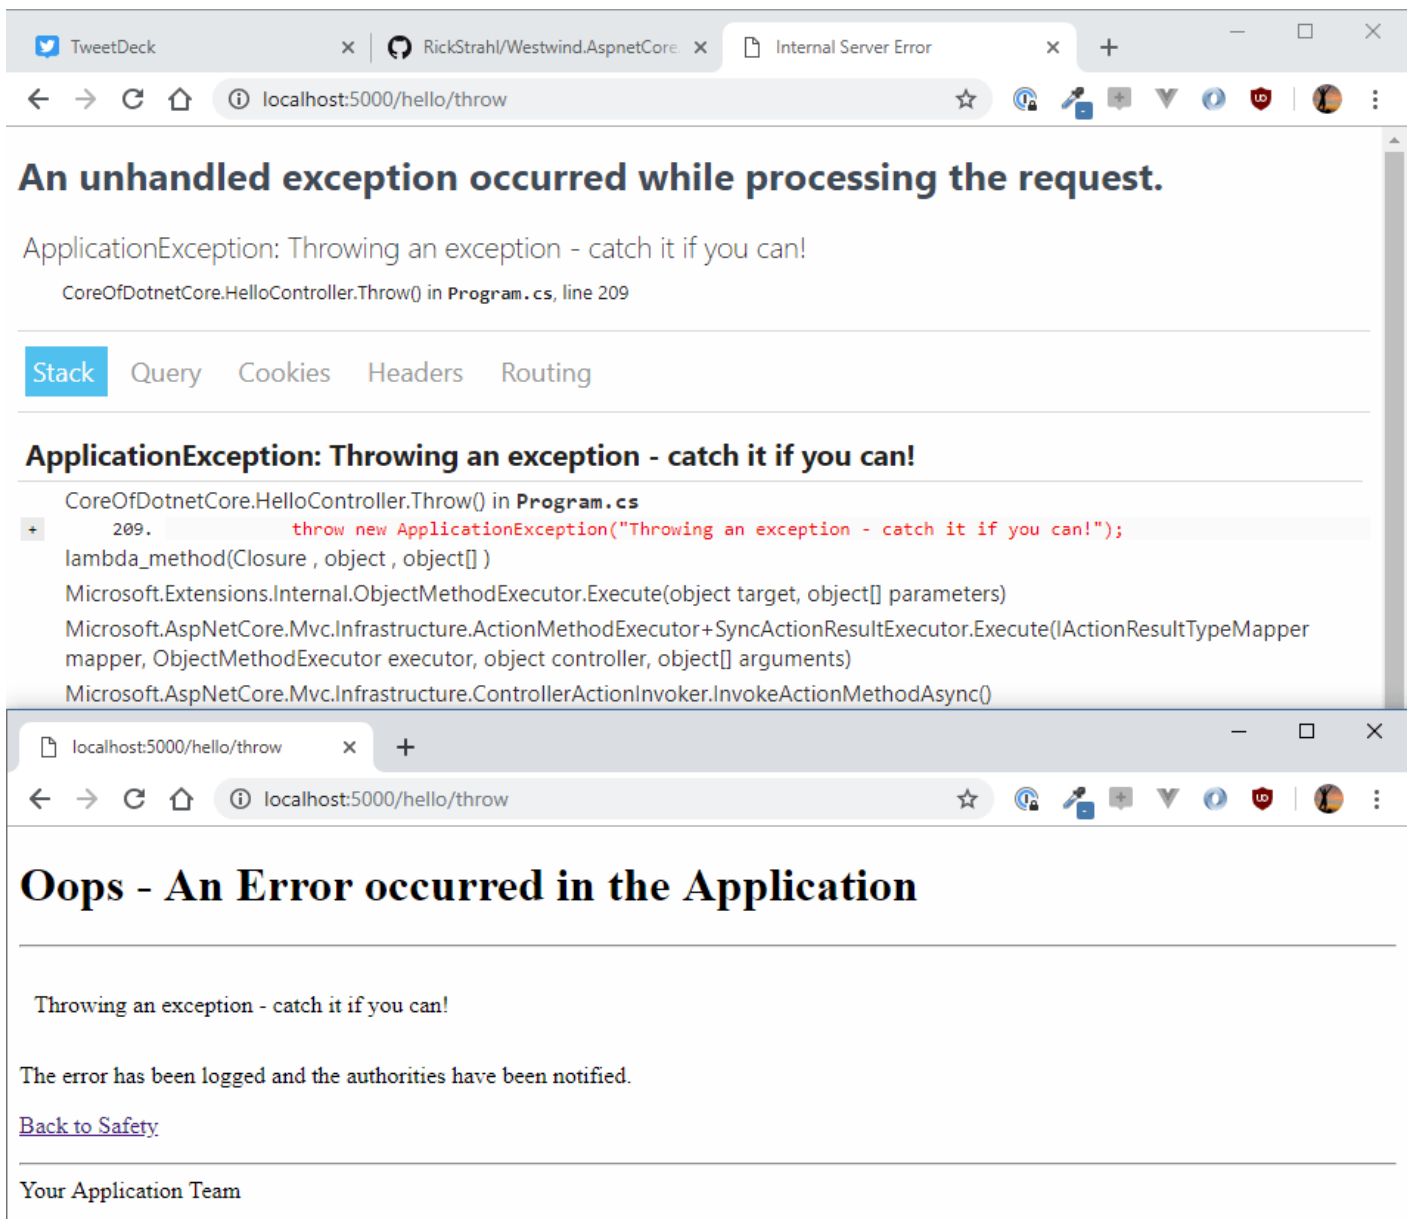 TweetDeck
RickStrahl/Westwind.AspnetCore
Internal Server Error
localhost:5000/hello/throw
An unhandled exception occurred while processing the request.
ApplicationException: Throwing an exception - catch it if you can!
CoreOfDotnetCore.HelloController.Throw() in Program.cs, line 209
Stack Query Cookies Headers Routing
ApplicationException: Throwing an exception - catch it if you can!
CoreOfDotnetCore.HelloController.Throw() in Program.cs
+ 209. throw new ApplicationException("Throwing an exception - catch it if you can!");
lambda_method(Closure , object , object[] )
Microsoft.Extensions.Internal.ObjectMethodExecutor.Execute(object target, object[] parameters)
Microsoft.AspNetCore.Mvc.Infrastructure.ActionMethodExecutor+SyncActionResultExecutor.Execute(IActionResultTypeMapper
mapper, ObjectMethodExecutor executor, object controller, object[] arguments)
Microsoft.AspNetCore.Mvc.Infrastructure.ControllerActionInvoker.InvokeActionMethodAsync()
localhost:5000/hello/throw
localhost:5000/hello/throw
Oops - An Error occurred in the Application
Throwing an exception - catch it if you can!
The error has been logged and the authorities have been notified.
Back to Safety
Your Application Team